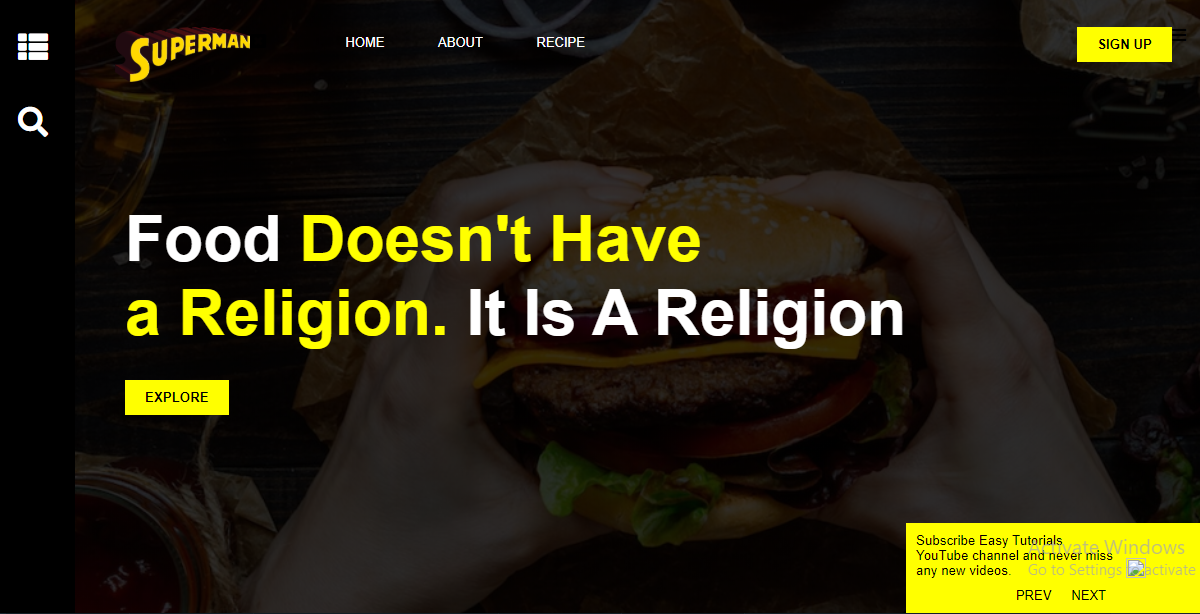 SUPERMAN
HOME ABOUT RECIPE
SIGN UP
Food Doesn't Have
a Religion. It Is A Religion
EXPLORE
Subscribe Easy Tutorials
YouTube channel and never miss
any new videos.
PREV NEXT
Activate Windows
Go to Settings to activate